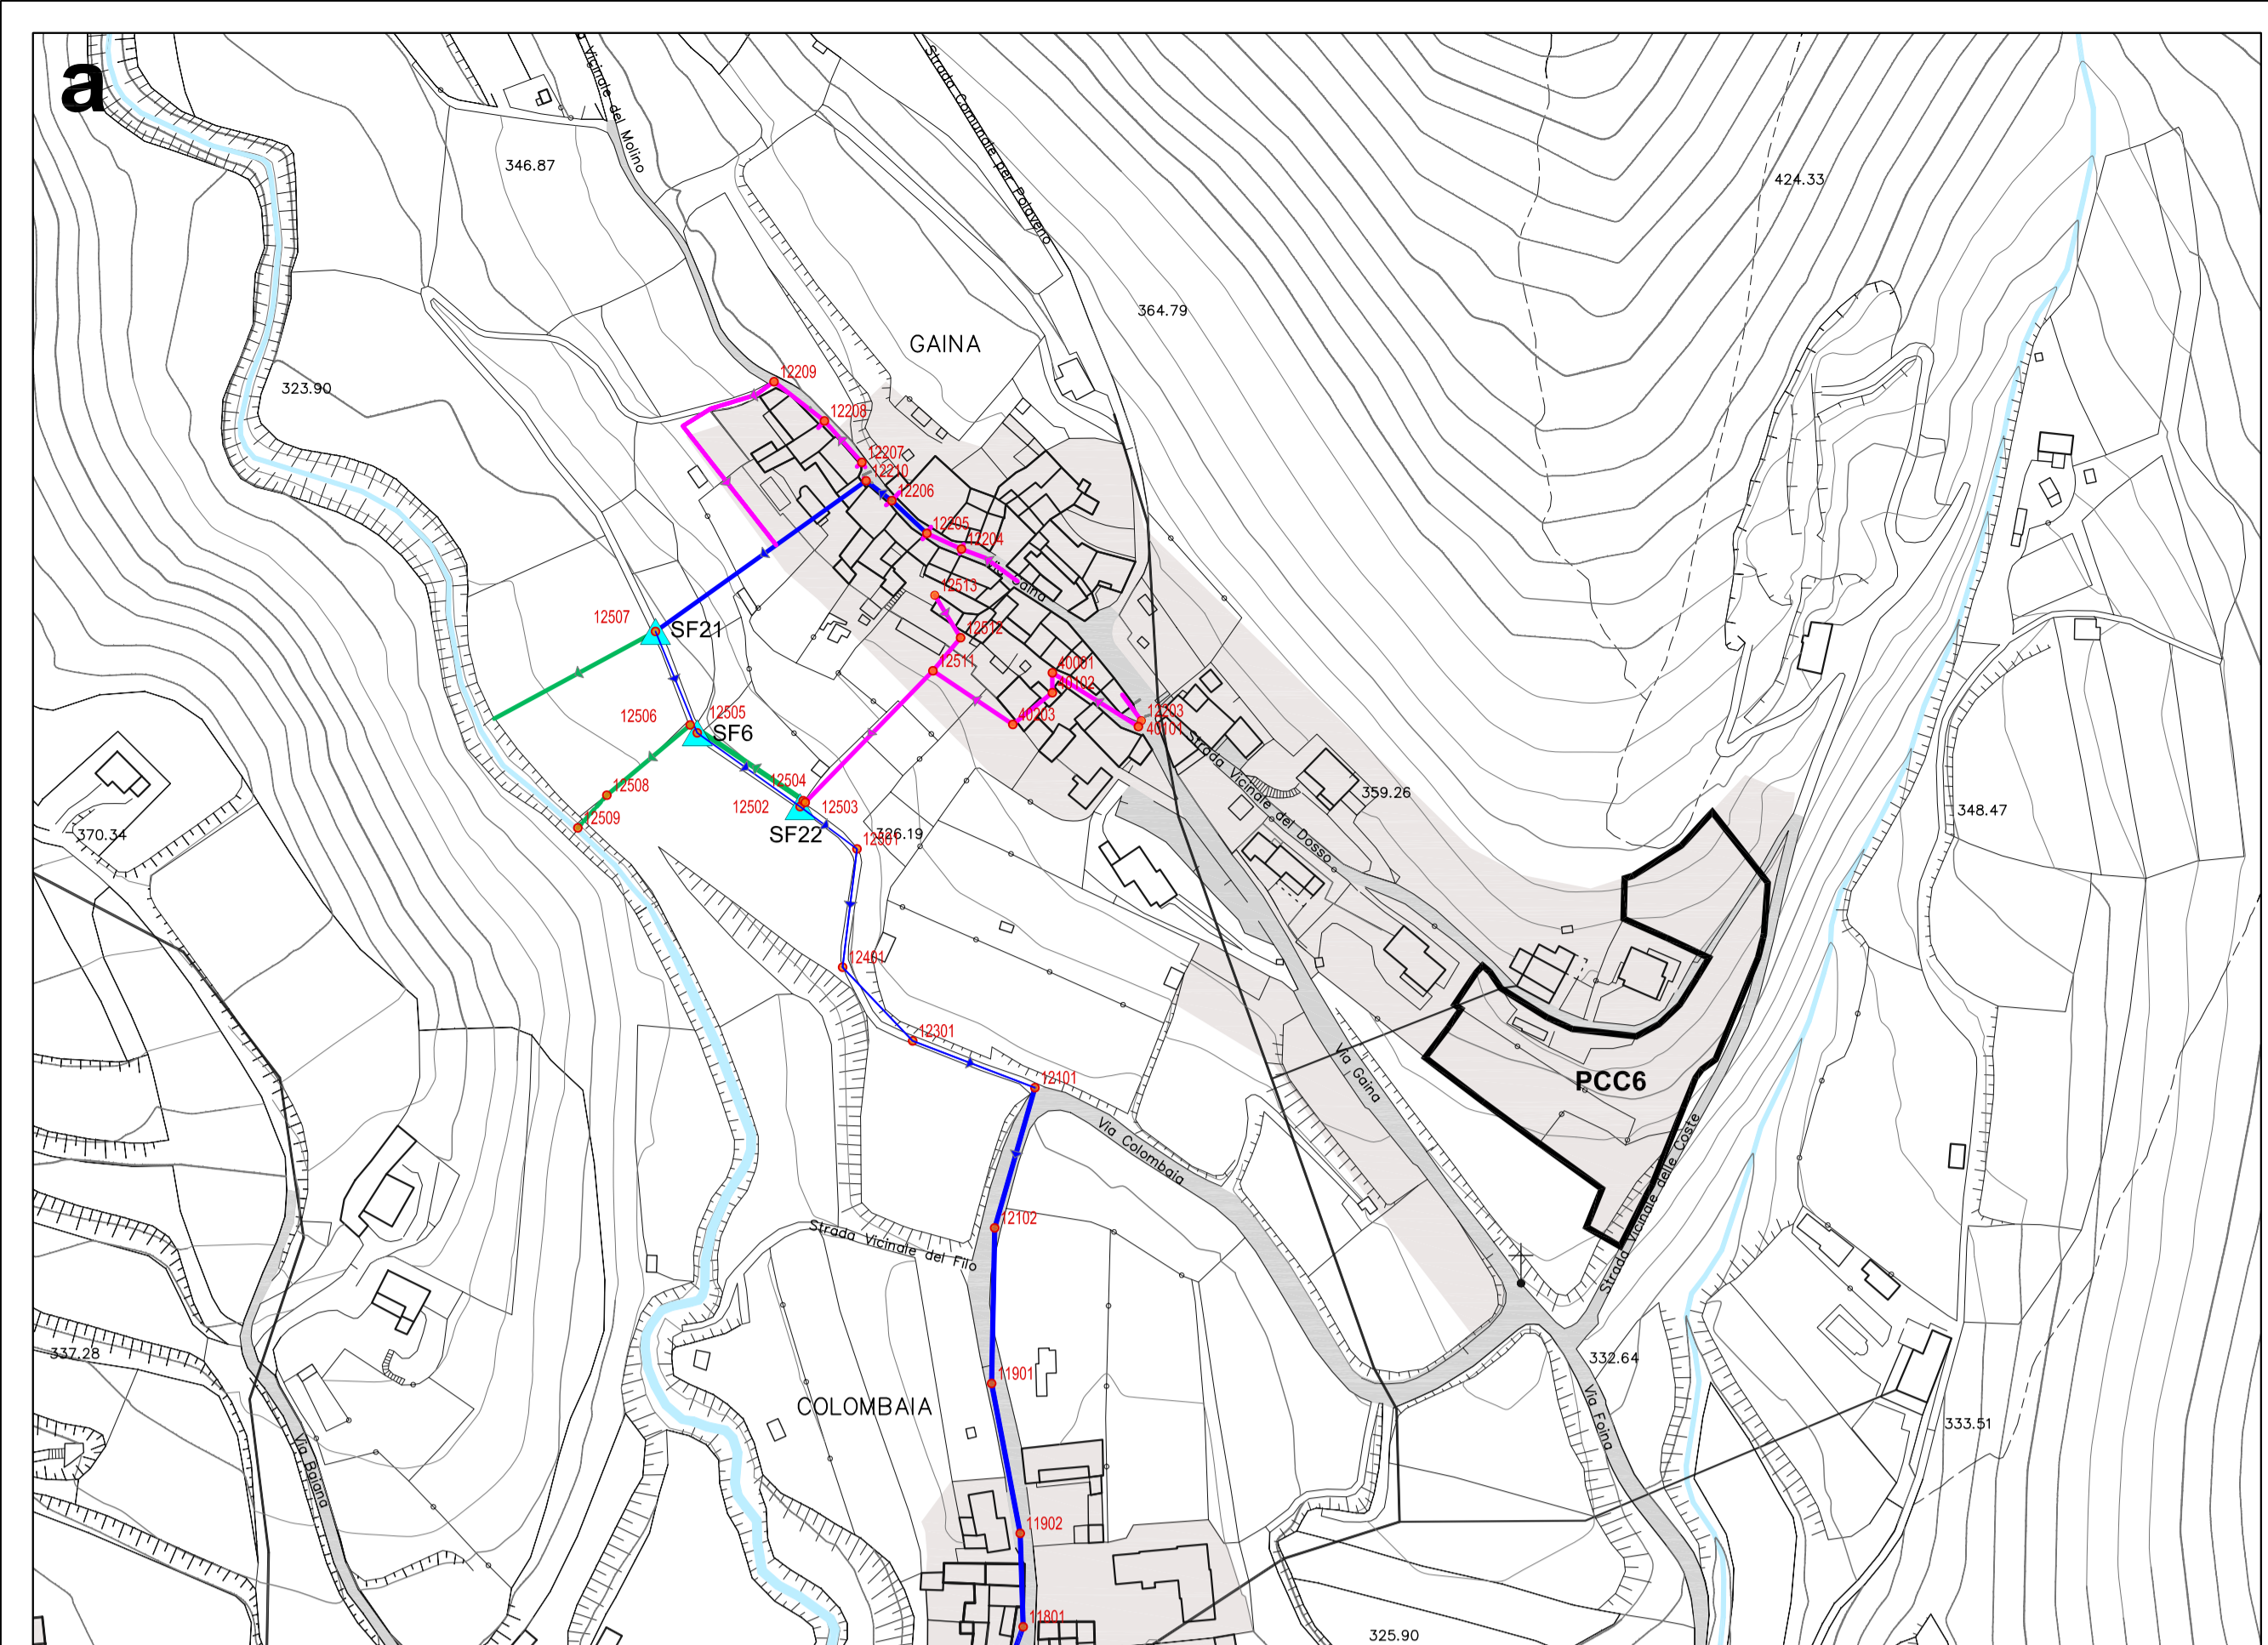 a
Vicinale del Molino
Strada Comunale per Polaveno
346.87
424.33
364.79
GAINA
323.90
12209
12208
12207
12210
12206
12205
12204
Gaina
12513
12507
SF21
12512
12511
40001
40102
12506
12505
SF6
40203
12203
40101
Strada Vicinale del Dosso
12504
12508
12502
12503
359.26
348.47
12509
370.34
SF22
326.19
12501
12401
12301
Via Gaina
PCC6
12101
Via Colombaia
Strada Vicinale delle Coste
12102
Strada Vicinale del Filo
337.28
332.64
11901
COLOMBAIA
Via Foina
333.51
Via Baiana
11902
11801
325.90